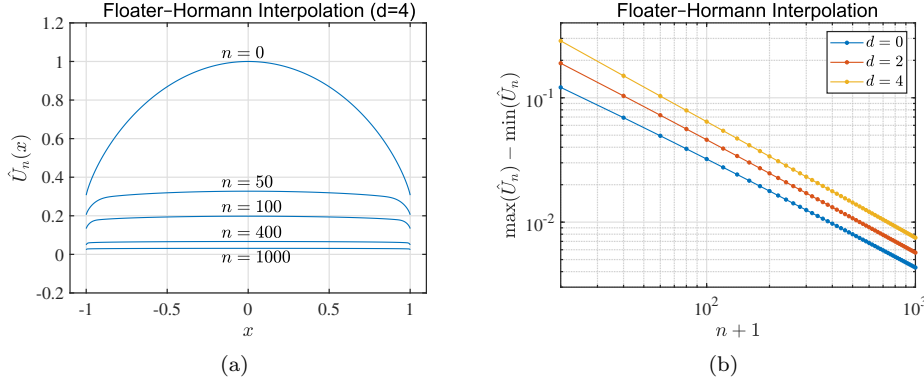 Floater–Hormann Interpolation (d=4)
1.2
1
0.8
0.6
0.4
0.2
0
-0.2
n = 0
n = 50
n = 100
n = 400
n = 1000
-1
-0.5
0
0.5
1
x
Û_n(x)
(a)
Floater–Hormann Interpolation
d = 0
d = 2
d = 4
10^{-1}
10^{-2}
max(Û_n) − min(Û_n)
10^2
10^3
n + 1
(b)